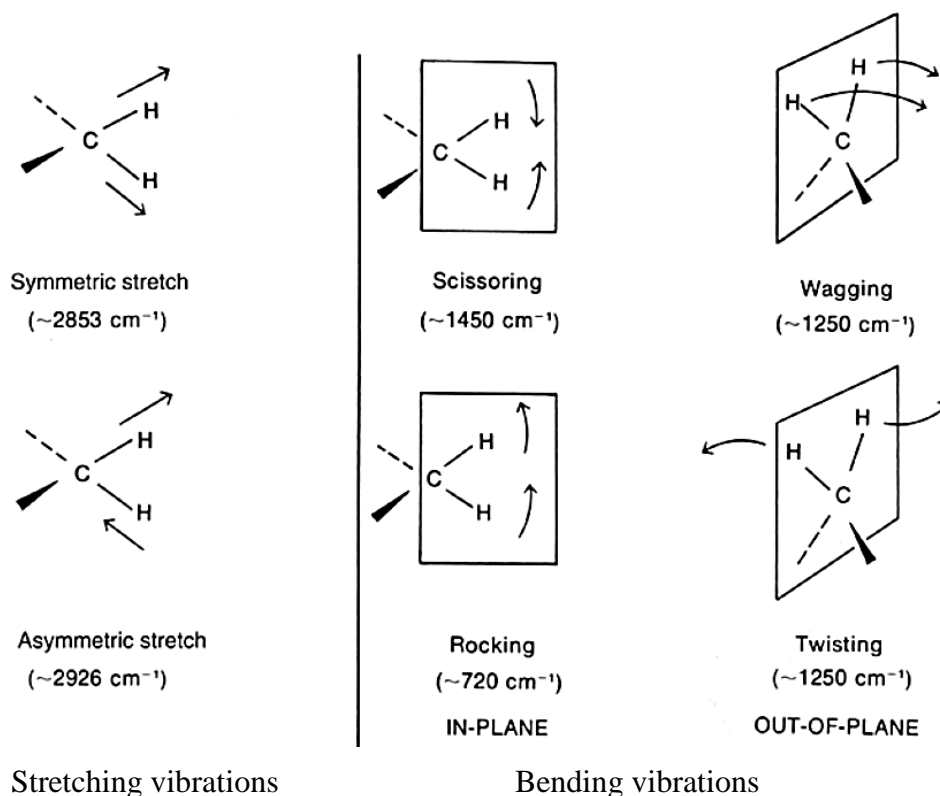 H
C
H
Symmetric stretch
(~2853 cm⁻¹)
H
C
H
Scissoring
(~1450 cm⁻¹)
H
H
C
Wagging
(~1250 cm⁻¹)
H
C
H
Asymmetric stretch
(~2926 cm⁻¹)
H
C
H
Rocking
(~720 cm⁻¹)
IN-PLANE
H
H
C
Twisting
(~1250 cm⁻¹)
OUT-OF-PLANE
Stretching vibrations
Bending vibrations